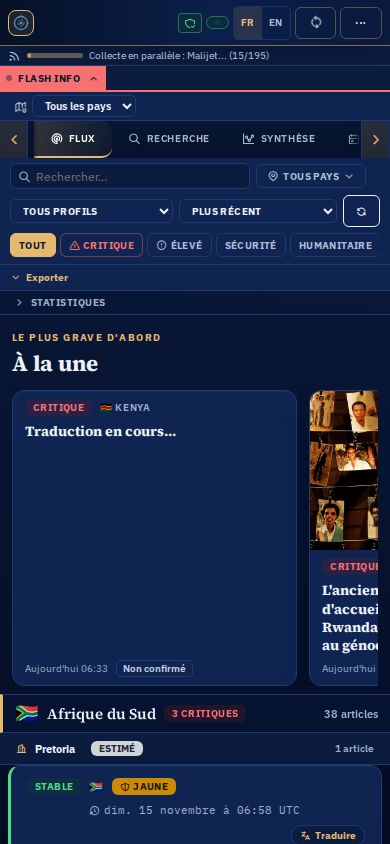 FR EN
Collecte en parallèle : Malijet... (15/195)
FLASH INFO
Tous les pays
FLUX RECHERCHE SYNTHÈSE
Rechercher... TOUS PAYS
TOUS PROFILS PLUS RÉCENT
TOUT CRITIQUE ÉLEVÉ SÉCURITÉ HUMANITAIRE
Exporter
STATISTIQUES
LE PLUS GRAVE D'ABORD
À la une
CRITIQUE KENYA
Traduction en cours...
Aujourd'hui 06:33 Non confirmé
CRITIQUE
L'ancien
d'accuei
Rwanda
au génoc
Aujourd'hui
Afrique du Sud 3 CRITIQUES 38 articles
Pretoria ESTIMÉ 1 article
STABLE JAUNE
dim. 15 novembre à 06:58 UTC
Traduire